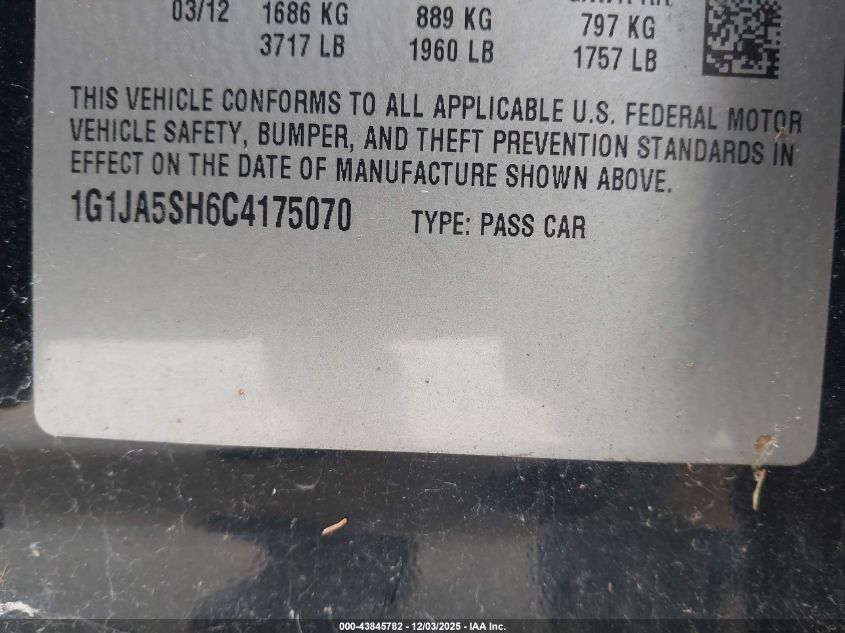 03/12 1686 KG 889 KG 797 KG
3717 LB 1960 LB 1757 LB
THIS VEHICLE CONFORMS TO ALL APPLICABLE U.S. FEDERAL MOTOR
VEHICLE SAFETY, BUMPER, AND THEFT PREVENTION STANDARDS IN
EFFECT ON THE DATE OF MANUFACTURE SHOWN ABOVE.
1G1JA5SH6C4175070 TYPE: PASS CAR
000-43845782 - 12/03/2025 - IAA Inc.